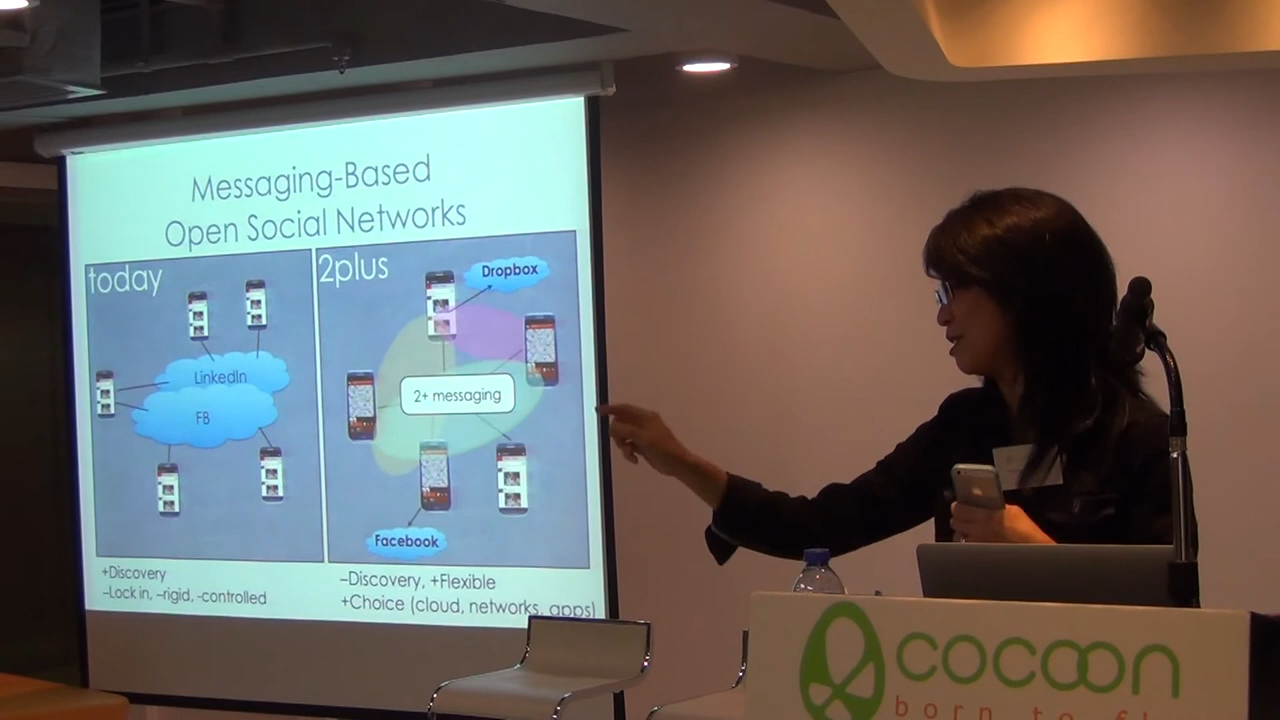 Messaging-Based
Open Social Networks
today
LinkedIn
FB
+Discovery
–Lock in, –rigid, -controlled
2plus
Dropbox
2+ messaging
Facebook
–Discovery, +Flexible
+Choice (cloud, networks, apps)
cocoon
born to